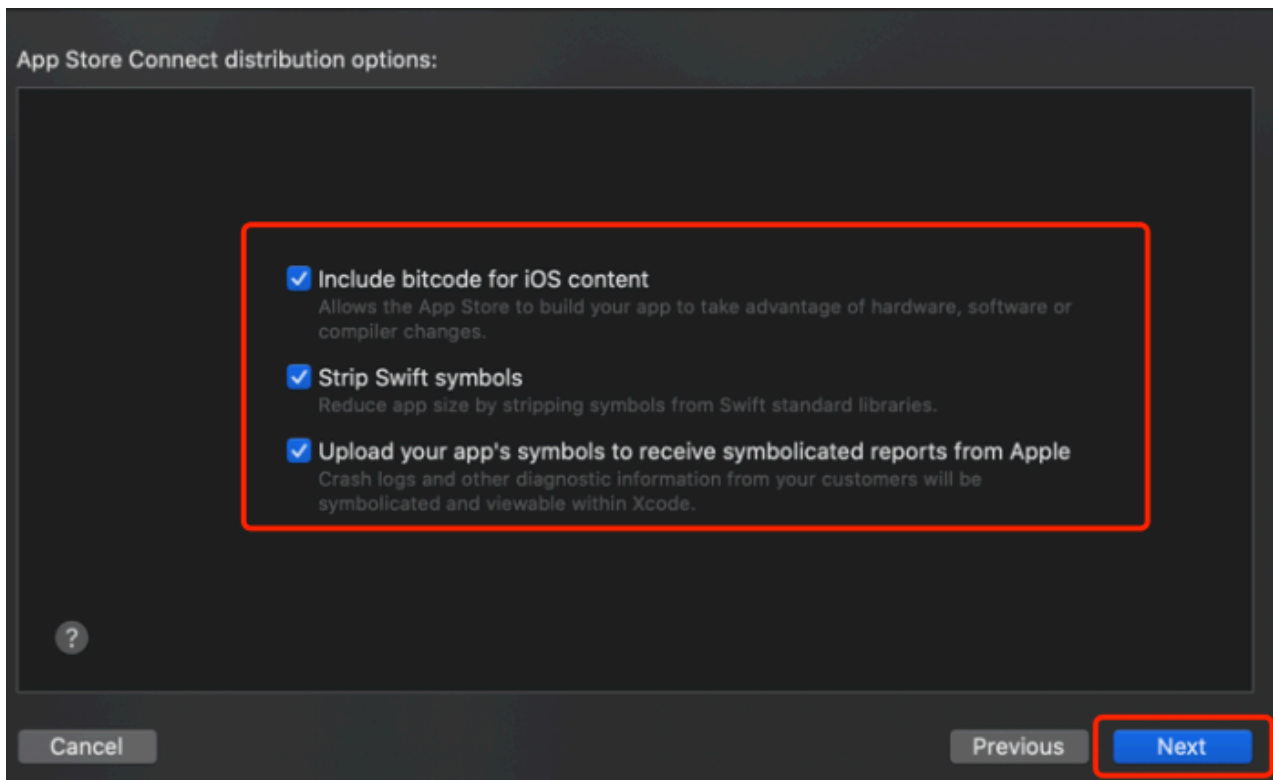 App Store Connect distribution options:
Include bitcode for iOS content
Allows the App Store to build your app to take advantage of hardware, software or
compiler changes.
Strip Swift symbols
Reduce app size by stripping symbols from Swift standard libraries.
Upload your app's symbols to receive symbolicated reports from Apple
Crash logs and other diagnostic information from your customers will be
symbolicated and viewable within Xcode.
?
Cancel
Previous
Next